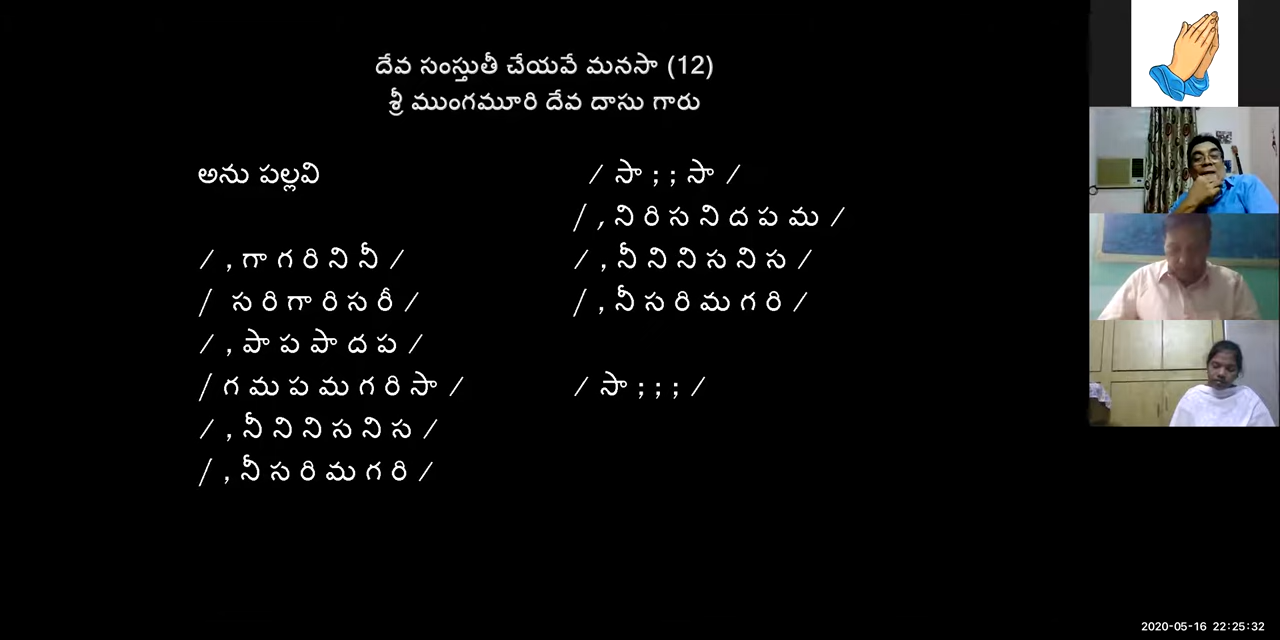 దేవ సంస్తుతీ చేయవే మనసా (12)
శ్రీ ముంగమూరి దేవ దాసు గారు
అను పల్లవి
/ , గా గ రి ని నీ /
/ స రి గా రి స రీ /
/ , పా ప పా ద ప /
/ గ మ ప మ గ రి సా /
/ , నీ ని ని స ని స /
/ , నీ స రి మ గ రి /
/ సా ; ; సా /
/ , ని రి స ని ద ప మ /
/ , నీ ని ని స ని స /
/ , నీ స రి మ గ రి /
/ సా ; ; ; /
2020-05-16 22:25:32